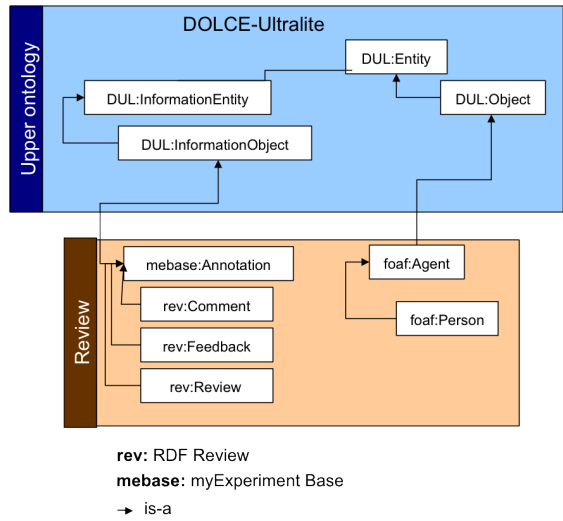 DOLCE-Ultralite
Upper ontology
DUL:Entity
DUL:InformationEntity
DUL:Object
DUL:InformationObject
Review
mebase:Annotation
foaf:Agent
rev:Comment
foaf:Person
rev:Feedback
rev:Review
rev: RDF Review
mebase: myExperiment Base
is-a